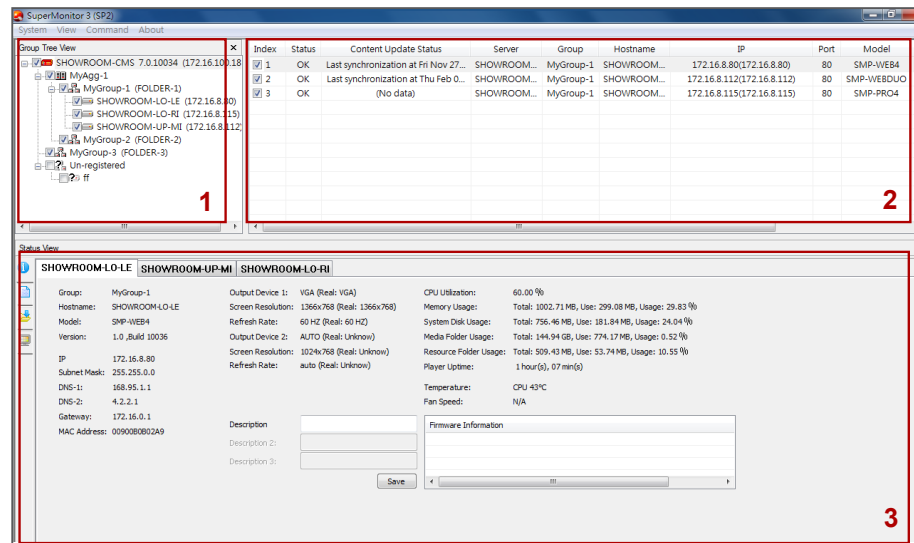 SuperMonitor 3 (SP2)
System View Command About
Group Tree View
SHOWROOM-CMS 7.0.10034 (172.16.100.18
MyAgg-1
MyGroup-1 (FOLDER-1)
SHOWROOM-LO-LE (172.16.8.80)
SHOWROOM-LO-RI (172.16.8.115)
SHOWROOM-UP-MI (172.16.8.112)
MyGroup-2 (FOLDER-2)
MyGroup-3 (FOLDER-3)
Un-registered
ff
1
Index Status Content Update Status Server Group Hostname IP Port Model
1 OK Last synchronization at Fri Nov 27... SHOWROOM... MyGroup-1 SHOWROOM... 172.16.8.80(172.16.8.80) 80 SMP-WEB4
2 OK Last synchronization at Thu Feb 0... SHOWROOM... MyGroup-1 SHOWROOM... 172.16.8.112(172.16.8.112) 80 SMP-WEBDUO
3 OK (No data) SHOWROOM... MyGroup-1 SHOWROOM... 172.16.8.115(172.16.8.115) 80 SMP-PRO4
2
Status View
SHOWROOM-LO-LE SHOWROOM-UP-MI SHOWROOM-LO-RI
Group: MyGroup-1
Hostname: SHOWROOM-LO-LE
Model: SMP-WEB4
Version: 1.0 ,Build 10036
IP 172.16.8.80
Subnet Mask: 255.255.0.0
DNS-1: 168.95.1.1
DNS-2: 4.2.2.1
Gateway: 172.16.0.1
MAC Address: 00900B0B02A9
Output Device 1: VGA (Real: VGA)
Screen Resolution: 1366x768 (Real: 1366x768)
Refresh Rate: 60 HZ (Real: 60 HZ)
Output Device 2: AUTO (Real: Unknow)
Screen Resolution: 1024x768 (Real: Unknow)
Refresh Rate: auto (Real: Unknow)
Description
Description 2:
Description 3:
Save
CPU Utilization: 60.00 %
Memory Usage: Total: 1002.71 MB, Use: 299.08 MB, Usage: 29.83 %
System Disk Usage: Total: 756.46 MB, Use: 181.84 MB, Usage: 24.04 %
Media Folder Usage: Total: 144.94 GB, Use: 774.17 MB, Usage: 0.52 %
Resource Folder Usage: Total: 509.43 MB, Use: 53.74 MB, Usage: 10.55 %
Player Uptime: 1 hour(s), 07 min(s)
Temperature: CPU 43°C
Fan Speed: N/A
Firmware Information
3